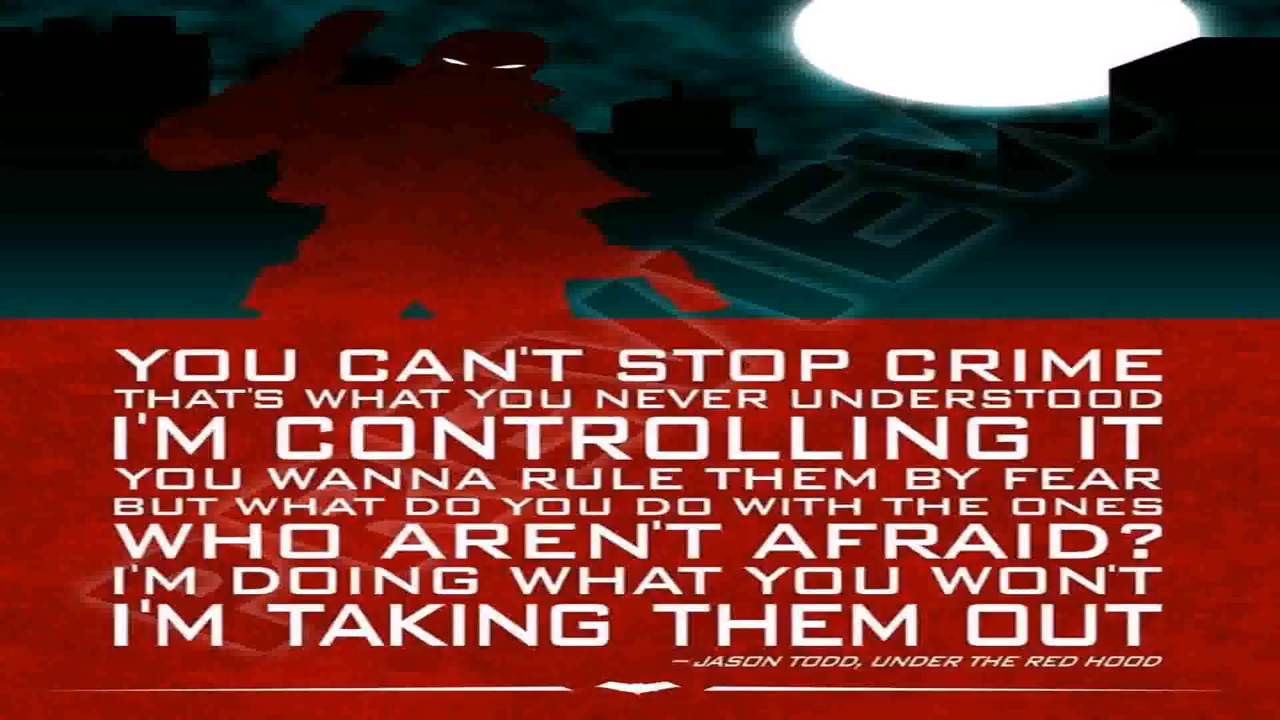 YOU CAN'T STOP CRIME
THAT'S WHAT YOU NEVER UNDERSTOOD
I'M CONTROLLING IT
YOU WANNA RULE THEM BY FEAR
BUT WHAT DO YOU DO WITH THE ONES
WHO AREN'T AFRAID?
I'M DOING WHAT YOU WON'T
I'M TAKING THEM OUT
– JASON TODD, UNDER THE RED HOOD
PREVIEW